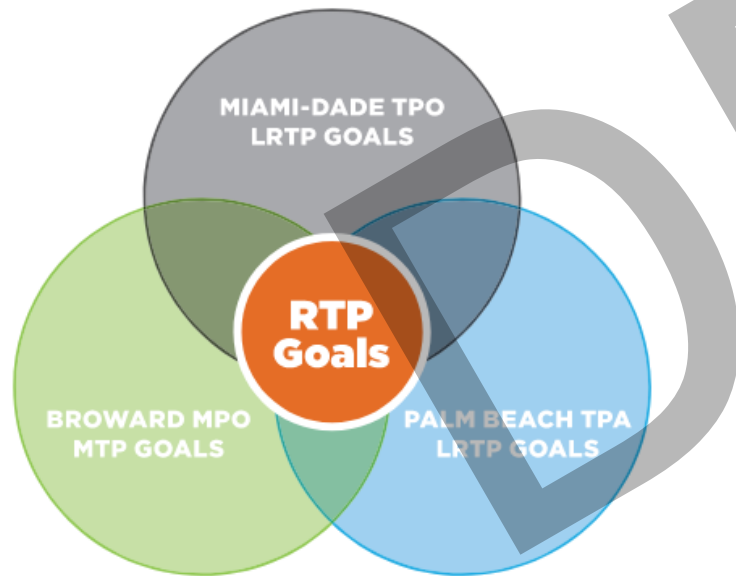 MIAMI-DADE TPO
LRTP GOALS
RTP
Goals
BROWARD MPO
MTP GOALS
PALM BEACH TPA
LRTP GOALS